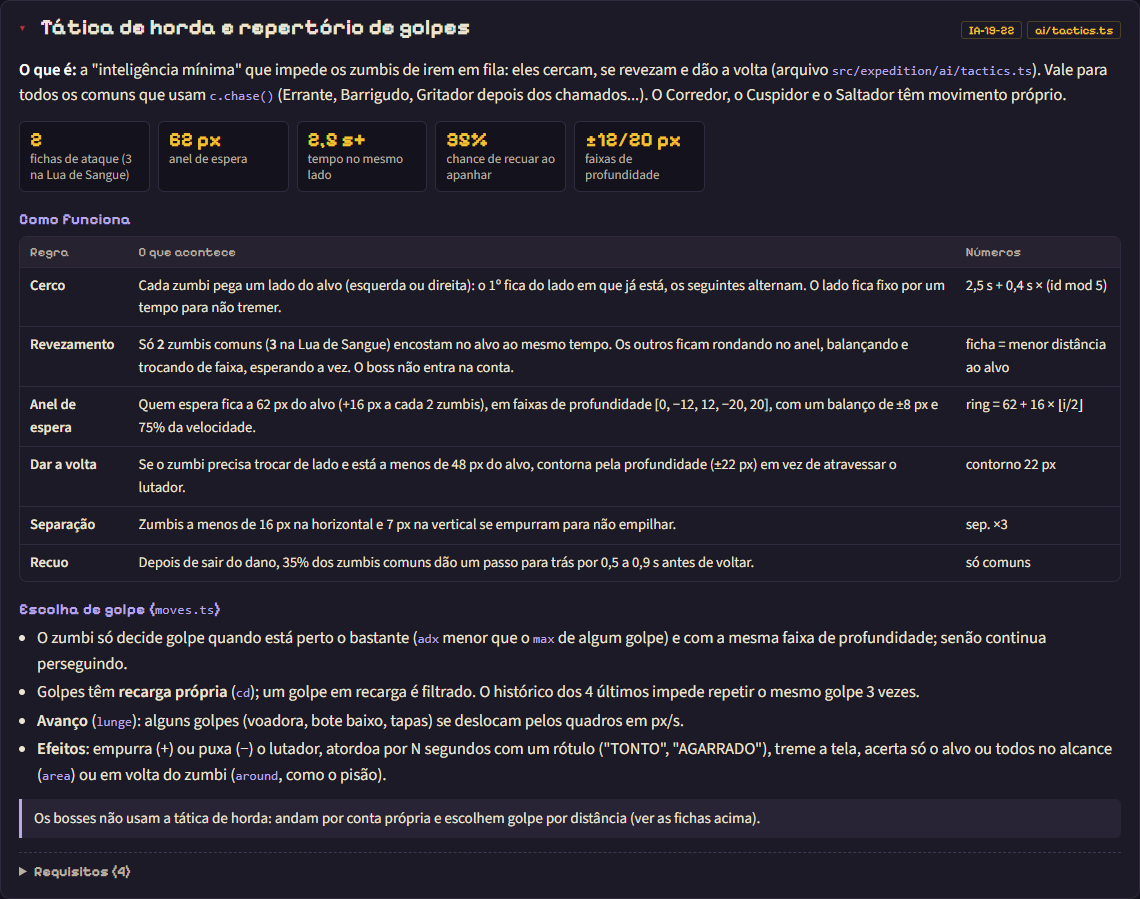 Tática de horda e repertório de golpes
IA-19-22 ai/tactics.ts
O que é: a "inteligência mínima" que impede os zumbis de irem em fila: eles cercam, se revezam e dão a volta (arquivo src/expedition/ai/tactics.ts). Vale para
todos os comuns que usam c.chase() (Errante, Barrigudo, Gritador depois dos chamados...). O Corredor, o Cuspidor e o Saltador têm movimento próprio.
2
fichas de ataque (3
na Lua de Sangue)
62 px
anel de espera
2,9 s+
tempo no mesmo
lado
35%
chance de recuar ao
apanhar
±12/20 px
faixas de
profundidade
Como funciona
Regra O que acontece Números
Cerco Cada zumbi pega um lado do alvo (esquerda ou direita): o 1º fica do lado em que já está, os seguintes alternam. O lado fica fixo por um 2,5 s + 0,4 s × (id mod 5)
tempo para não tremer.
Revezamento Só 2 zumbis comuns (3 na Lua de Sangue) encostam no alvo ao mesmo tempo. Os outros ficam rondando no anel, balançando e ficha = menor distância
trocando de faixa, esperando a vez. O boss não entra na conta. ao alvo
Anel de Quem espera fica a 62 px do alvo (+16 px a cada 2 zumbis), em faixas de profundidade [0, −12, 12, −20, 20], com um balanço de ±8 px e ring = 62 + 16 × ⌊i/2⌋
espera 75% da velocidade.
Dar a volta Se o zumbi precisa trocar de lado e está a menos de 48 px do alvo, contorna pela profundidade (±22 px) em vez de atravessar o contorno 22 px
lutador.
Separação Zumbis a menos de 16 px na horizontal e 7 px na vertical se empurram para não empilhar. sep. ×3
Recuo Depois de sair do dano, 35% dos zumbis comuns dão um passo para trás por 0,5 a 0,9 s antes de voltar. só comuns
Escolha de golpe (moves.ts)
O zumbi só decide golpe quando está perto o bastante (adx menor que o max de algum golpe) e com a mesma faixa de profundidade; senão continua
perseguindo.
Golpes têm recarga própria (cd); um golpe em recarga é filtrado. O histórico dos 4 últimos impede repetir o mesmo golpe 3 vezes.
Avanço (lunge): alguns golpes (voadora, bote baixo, tapas) se deslocam pelos quadros em px/s.
Efeitos: empurra (+) ou puxa (−) o lutador, atordoa por N segundos com um rótulo ("TONTO", "AGARRADO"), treme a tela, acerta só o alvo ou todos no alcance
(area) ou em volta do zumbi (around, como o pisão).
Os bosses não usam a tática de horda: andam por conta própria e escolhem golpe por distância (ver as fichas acima).
Requisitos (4)